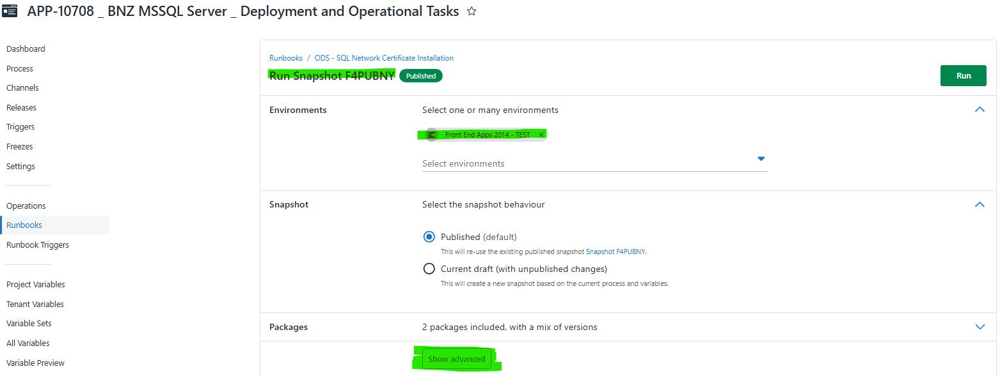 APP-10708 _ BNZ MSSQL Server _ Deployment and Operational Tasks
Dashboard
Process
Channels
Releases
Triggers
Freezes
Settings
Operations
Runbooks
Runbook Triggers
Project Variables
Tenant Variables
Variable Sets
All Variables
Variable Preview
Runbooks / ODS - SQL Network Certificate Installation
Run Snapshot F4PUBNY Published
Run
Environments
Select one or many environments
Front End Apps 2014 - TEST
Select environments
Snapshot
Select the snapshot behaviour
Published (default)
This will re-use the existing published snapshot Snapshot F4PUBNY.
Current draft (with unpublished changes)
This will create a new snapshot based on the current process and variables.
Packages
2 packages included, with a mix of versions
Show advanced